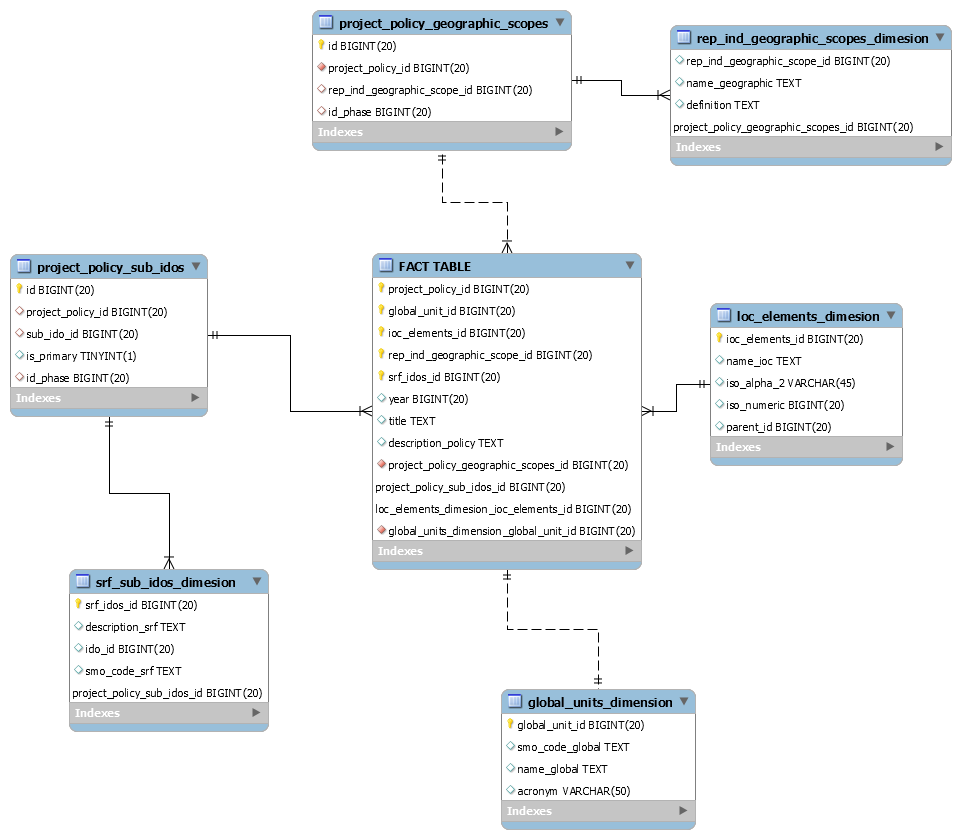 project_policy_geographic_scopes
id BIGINT(20)
project_policy_id BIGINT(20)
rep_ind_geographic_scope_id BIGINT(20)
id_phase BIGINT(20)
Indexes
rep_ind_geographic_scopes_dimesion
rep_ind_geographic_scope_id BIGINT(20)
name_geographic TEXT
definition TEXT
project_policy_geographic_scopes_id BIGINT(20)
Indexes
project_policy_sub_idos
id BIGINT(20)
project_policy_id BIGINT(20)
sub_ido_id BIGINT(20)
is_primary TINYINT(1)
id_phase BIGINT(20)
Indexes
FACT TABLE
project_policy_id BIGINT(20)
global_unit_id BIGINT(20)
ioc_elements_id BIGINT(20)
rep_ind_geographic_scope_id BIGINT(20)
srf_idos_id BIGINT(20)
year BIGINT(20)
title TEXT
description_policy TEXT
project_policy_geographic_scopes_id BIGINT(20)
project_policy_sub_idos_id BIGINT(20)
loc_elements_dimesion_ioc_elements_id BIGINT(20)
global_units_dimension_global_unit_id BIGINT(20)
Indexes
loc_elements_dimesion
ioc_elements_id BIGINT(20)
name_ioc TEXT
iso_alpha_2 VARCHAR(45)
iso_numeric BIGINT(20)
parent_id BIGINT(20)
Indexes
srf_sub_idos_dimesion
srf_idos_id BIGINT(20)
description_srf TEXT
ido_id BIGINT(20)
smo_code_srf TEXT
project_policy_sub_idos_id BIGINT(20)
Indexes
global_units_dimension
global_unit_id BIGINT(20)
smo_code_global TEXT
name_global TEXT
acronym VARCHAR(50)
Indexes